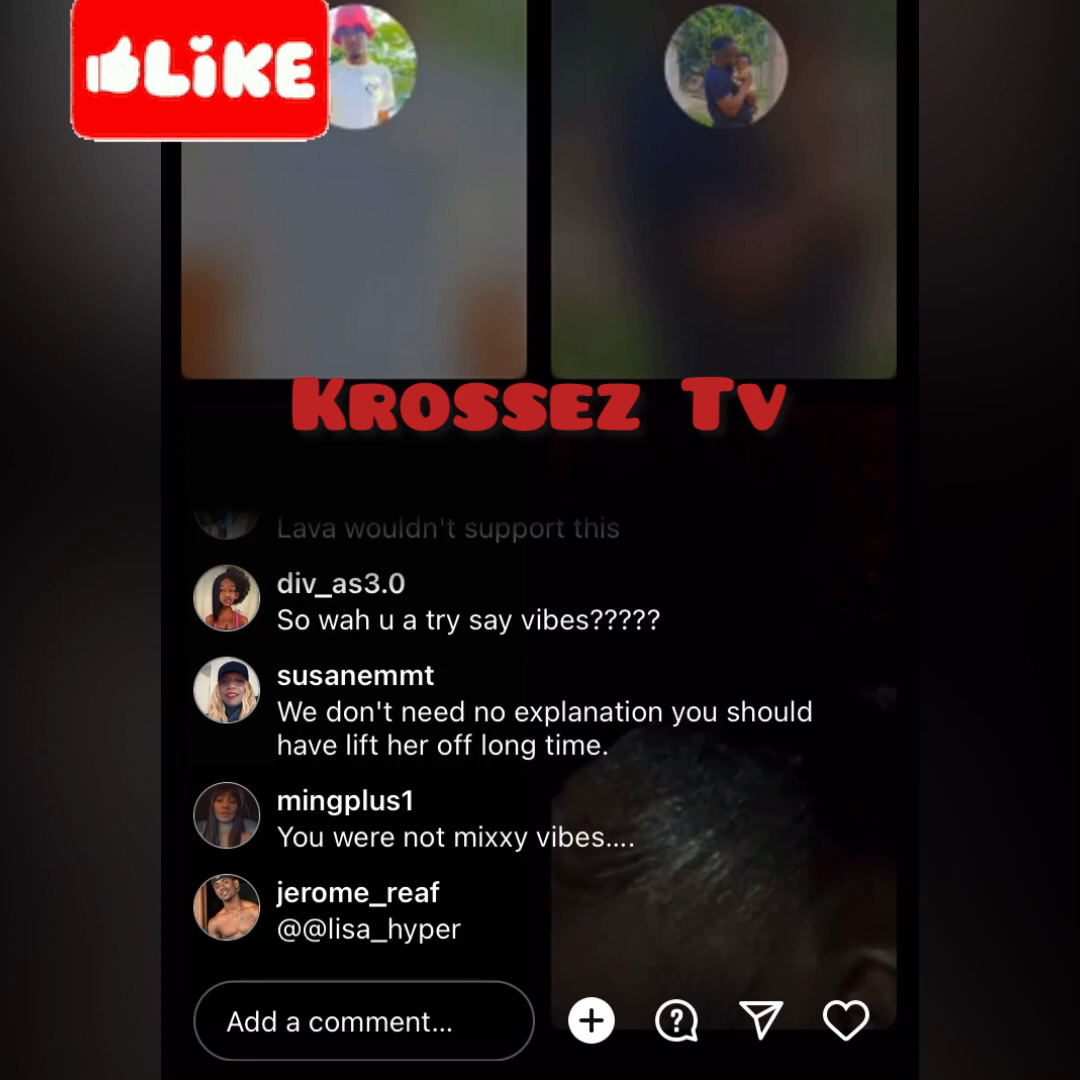 LiKE
KROSSEZ TV
Lava wouldn't support this
div_as3.0
So wah u a try say vibes?????
susanemmt
We don't need no explanation you should
have lift her off long time.
mingplus1
You were not mixxy vibes....
jerome_reaf
@@lisa_hyper
Add a comment...